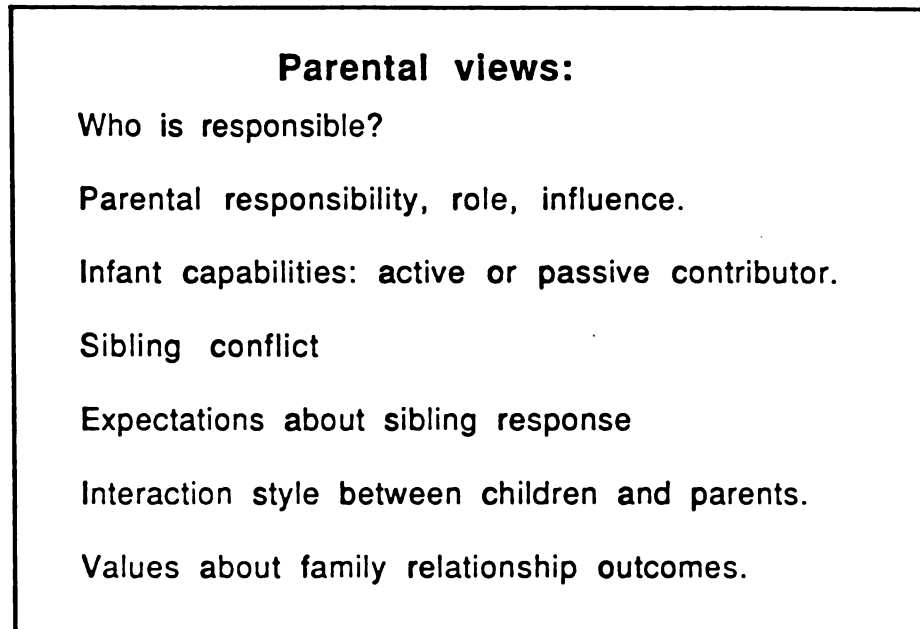 Parental views:
Who is responsible?
Parental responsibility, role, influence.
Infant capabilities: active or passive contributor.
Sibling conflict
Expectations about sibling response
Interaction style between children and parents.
Values about family relationship outcomes.